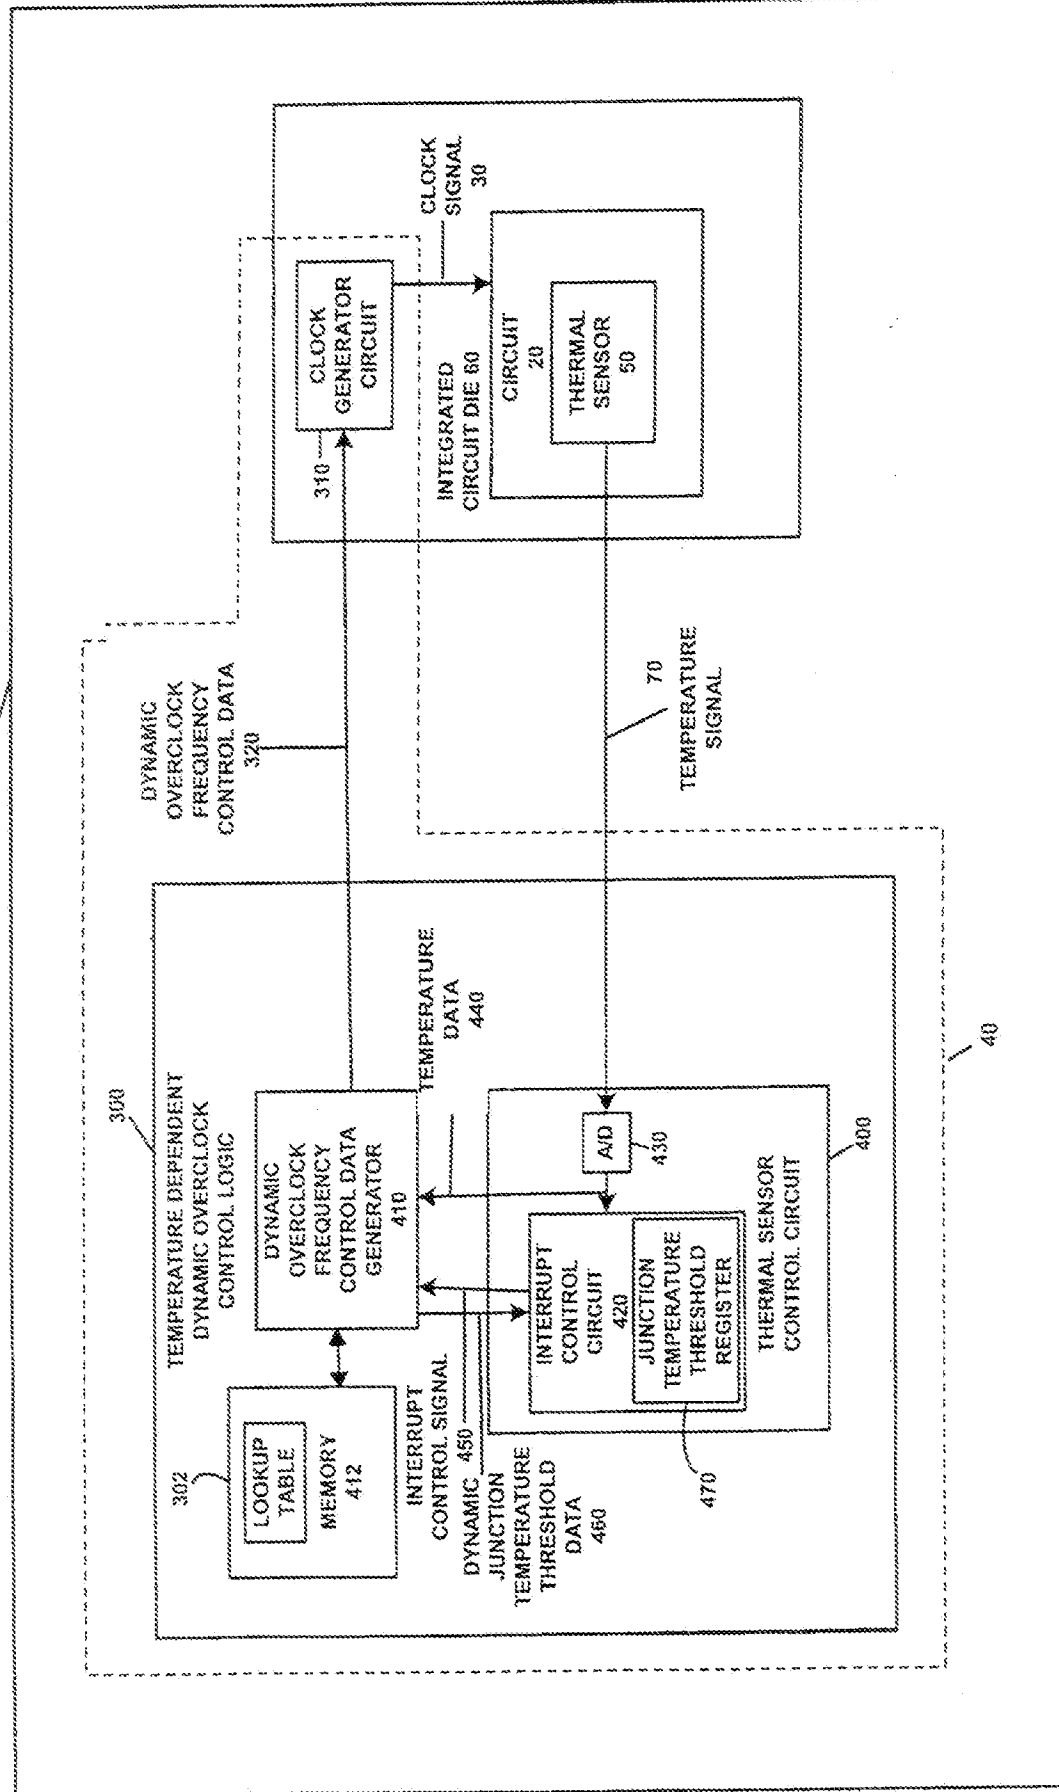 300
TEMPERATURE DEPENDENT
DYNAMIC OVERCLOCK
CONTROL LOGIC
302
LOOKUP
TABLE
MEMORY
412
DYNAMIC
OVERCLOCK
FREQUENCY
CONTROL DATA
GENERATOR
410
DYNAMIC
OVERCLOCK
FREQUENCY
CONTROL DATA
320
310
CLOCK
GENERATOR
CIRCUIT
CLOCK
SIGNAL
30
INTEGRATED
CIRCUIT DIE 60
CIRCUIT
20
THERMAL
SENSOR
50
INTERRUPT
CONTROL SIGNAL
450
DYNAMIC
JUNCTION
TEMPERATURE
THRESHOLD
DATA
460
TEMPERATURE
DATA
440
70
TEMPERATURE
SIGNAL
INTERRUPT
CONTROL
CIRCUIT
420
JUNCTION
TEMPERATURE
THRESHOLD
REGISTER
470
A/D
430
THERMAL SENSOR
CONTROL CIRCUIT
400
40